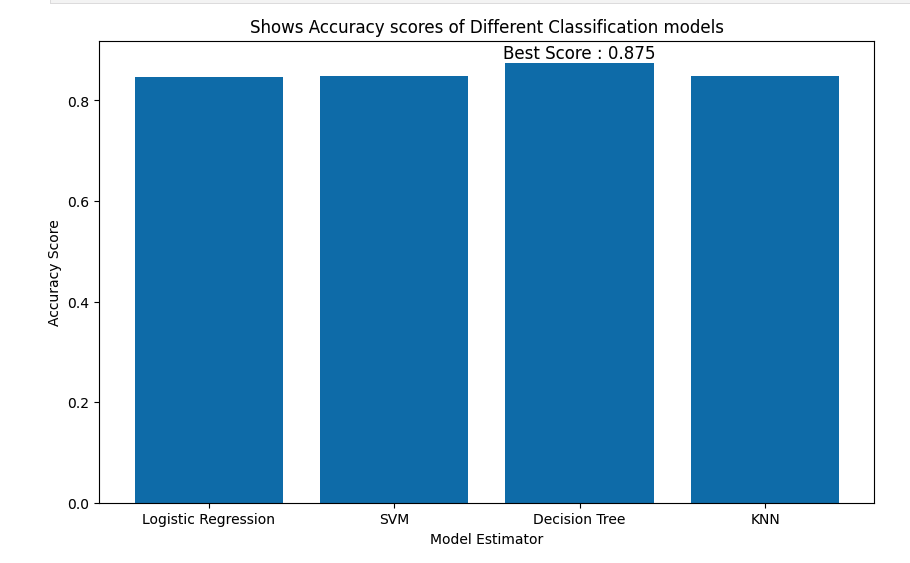 Shows Accuracy scores of Different Classification models
Best Score : 0.875
0.8
0.6
0.4
0.2
0.0
Accuracy Score
Logistic Regression SVM Decision Tree KNN
Model Estimator